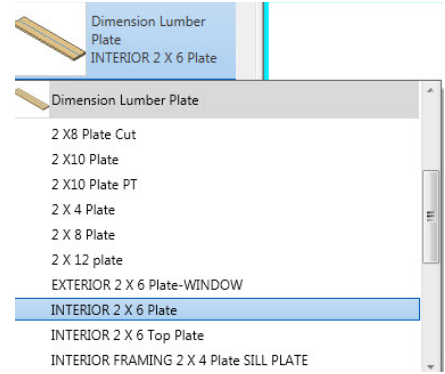 Dimension Lumber
Plate
INTERIOR 2 X 6 Plate
Dimension Lumber Plate
2 X8 Plate Cut
2 X10 Plate
2 X10 Plate PT
2 X 4 Plate
2 X 8 Plate
2 X 12 plate
EXTERIOR 2 X 6 Plate-WINDOW
INTERIOR 2 X 6 Plate
INTERIOR 2 X 6 Top Plate
INTERIOR FRAMING 2 X 4 Plate SILL PLATE